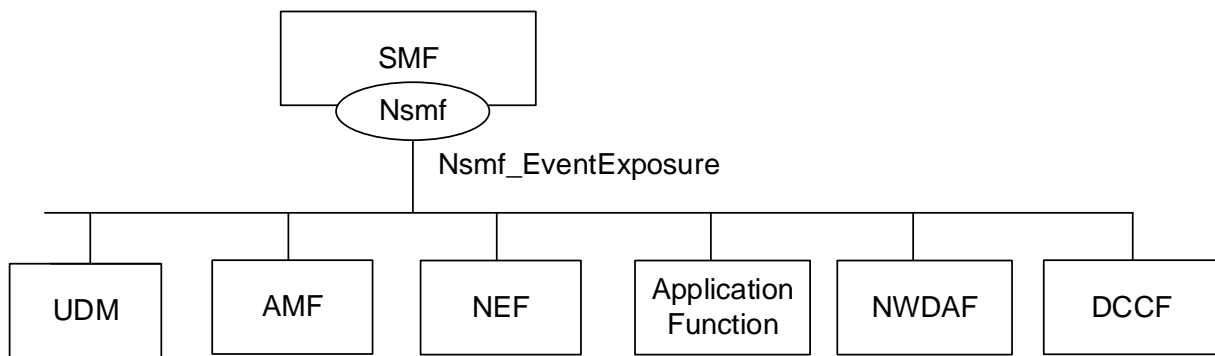 SMF
Nsmf
Nsmf_EventExposure
UDM
AMF
NEF
Application
Function
NWDAF
DCCF